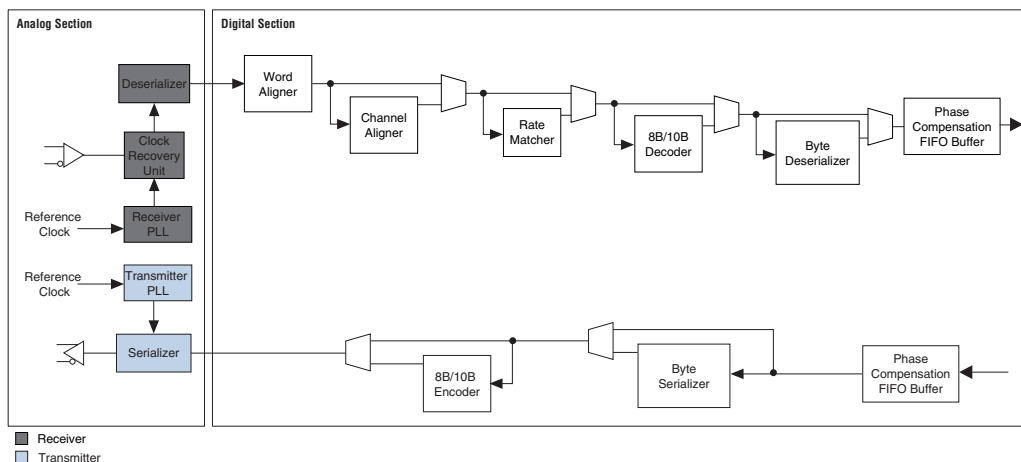 Analog Section
Digital Section
Deserializer
Word
Aligner
Channel
Aligner
Rate
Matcher
8B/10B
Decoder
Byte
Deserializer
Phase
Compensation
FIFO Buffer
Clock
Recovery
Unit
Reference
Clock
Receiver
PLL
Reference
Clock
Transmitter
PLL
Serializer
8B/10B
Encoder
Byte
Serializer
Phase
Compensation
FIFO Buffer
Receiver
Transmitter